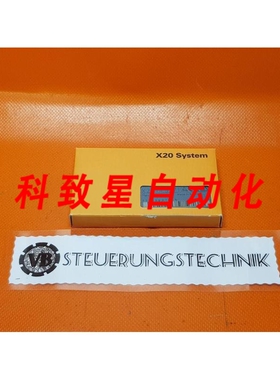 X20 System
科致星自动化
VB STEUERUNGSTECHNIK